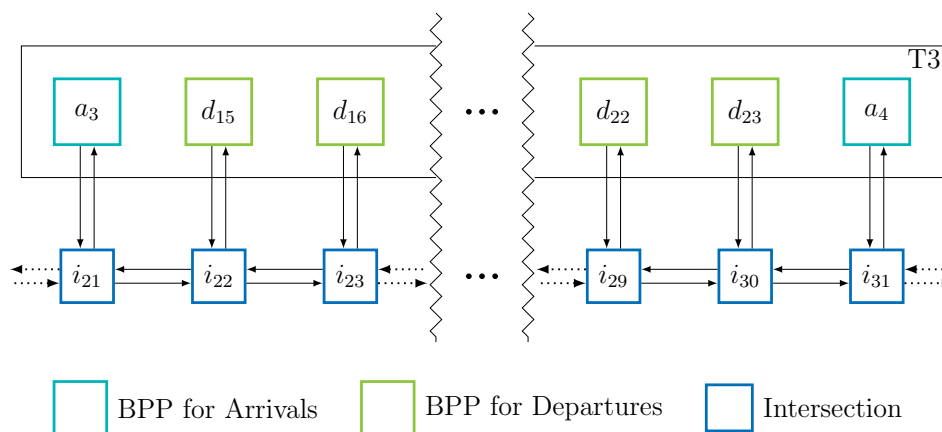 T3
a3 d15 d16 ... d22 d23 a4
i21 i22 i23 ... i29 i30 i31
BPP for Arrivals BPP for Departures Intersection